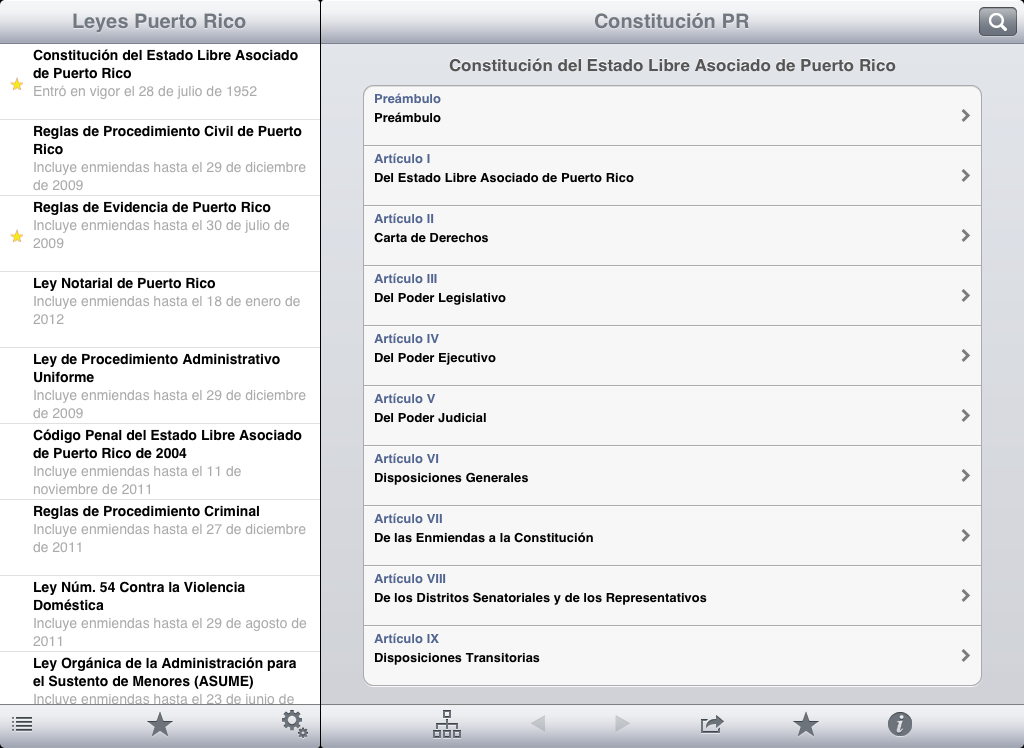 Leyes Puerto Rico
Constitución del Estado Libre Asociado
de Puerto Rico
Entró en vigor el 28 de julio de 1952
Reglas de Procedimiento Civil de Puerto
Rico
Incluye enmiendas hasta el 29 de diciembre
de 2009
Reglas de Evidencia de Puerto Rico
Incluye enmiendas hasta el 30 de julio de
2009
Ley Notarial de Puerto Rico
Incluye enmiendas hasta el 18 de enero de
2012
Ley de Procedimiento Administrativo
Uniforme
Incluye enmiendas hasta el 29 de diciembre
de 2009
Código Penal del Estado Libre Asociado
de Puerto Rico de 2004
Incluye enmiendas hasta el 11 de
noviembre de 2011
Reglas de Procedimiento Criminal
Incluye enmiendas hasta el 27 de diciembre
de 2011
Ley Núm. 54 Contra la Violencia
Doméstica
Incluye enmiendas hasta el 29 de agosto de
2011
Ley Orgánica de la Administración para
el Sustento de Menores (ASUME)
Incluye enmiendas hasta el 23 de junio de
Constitución PR
Constitución del Estado Libre Asociado de Puerto Rico
Preámbulo
Preámbulo
Artículo I
Del Estado Libre Asociado de Puerto Rico
Artículo II
Carta de Derechos
Artículo III
Del Poder Legislativo
Artículo IV
Del Poder Ejecutivo
Artículo V
Del Poder Judicial
Artículo VI
Disposiciones Generales
Artículo VII
De las Enmiendas a la Constitución
Artículo VIII
De los Distritos Senatoriales y de los Representativos
Artículo IX
Disposiciones Transitorias